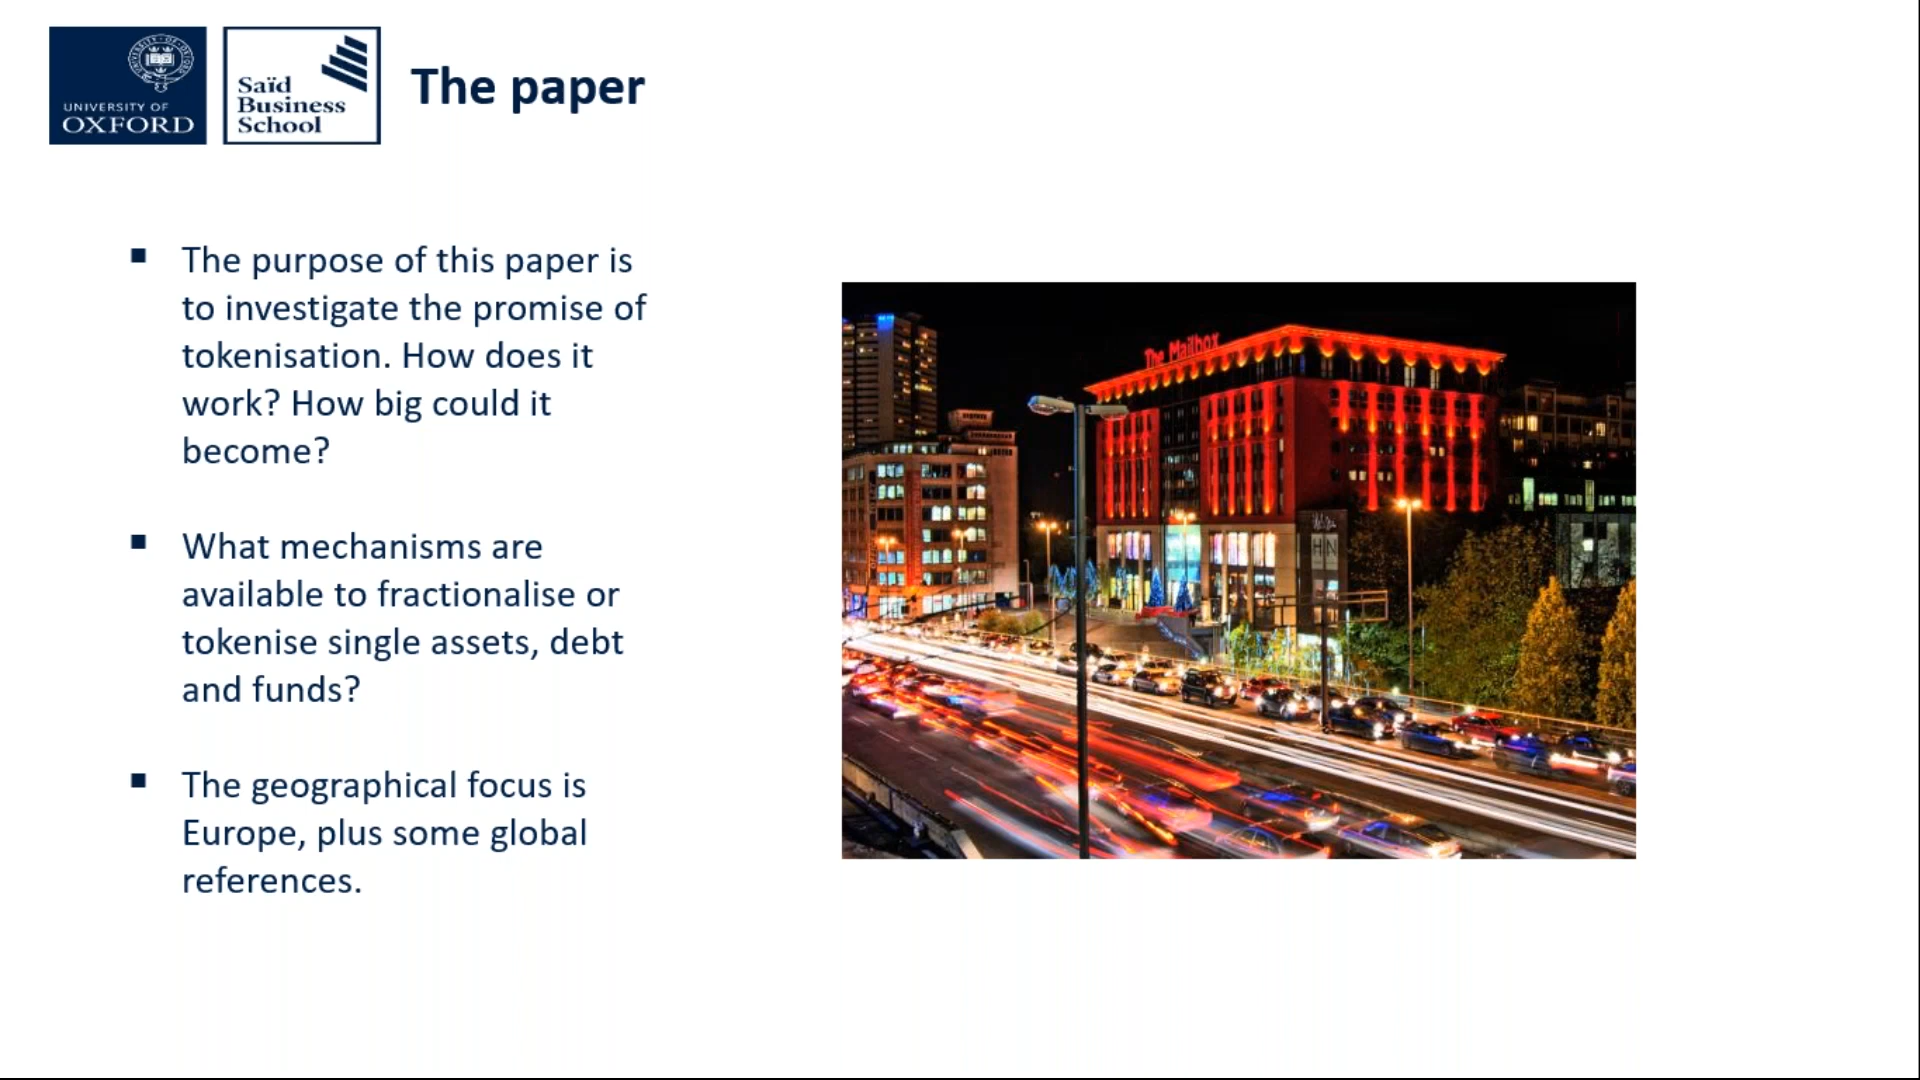 UNIVERSITY OF
OXFORD
Saïd
Business
School
The paper
The purpose of this paper is
to investigate the promise of
tokenisation. How does it
work? How big could it
become?
What mechanisms are
available to fractionalise or
tokenise single assets, debt
and funds?
The geographical focus is
Europe, plus some global
references.
The Mailbox